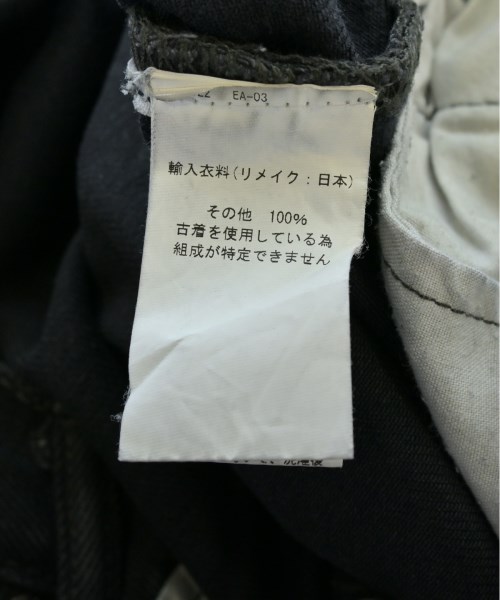 EA-03
輸入衣料(リメイク:日本)
その他 100%
古着を使用している為
組成が特定できません